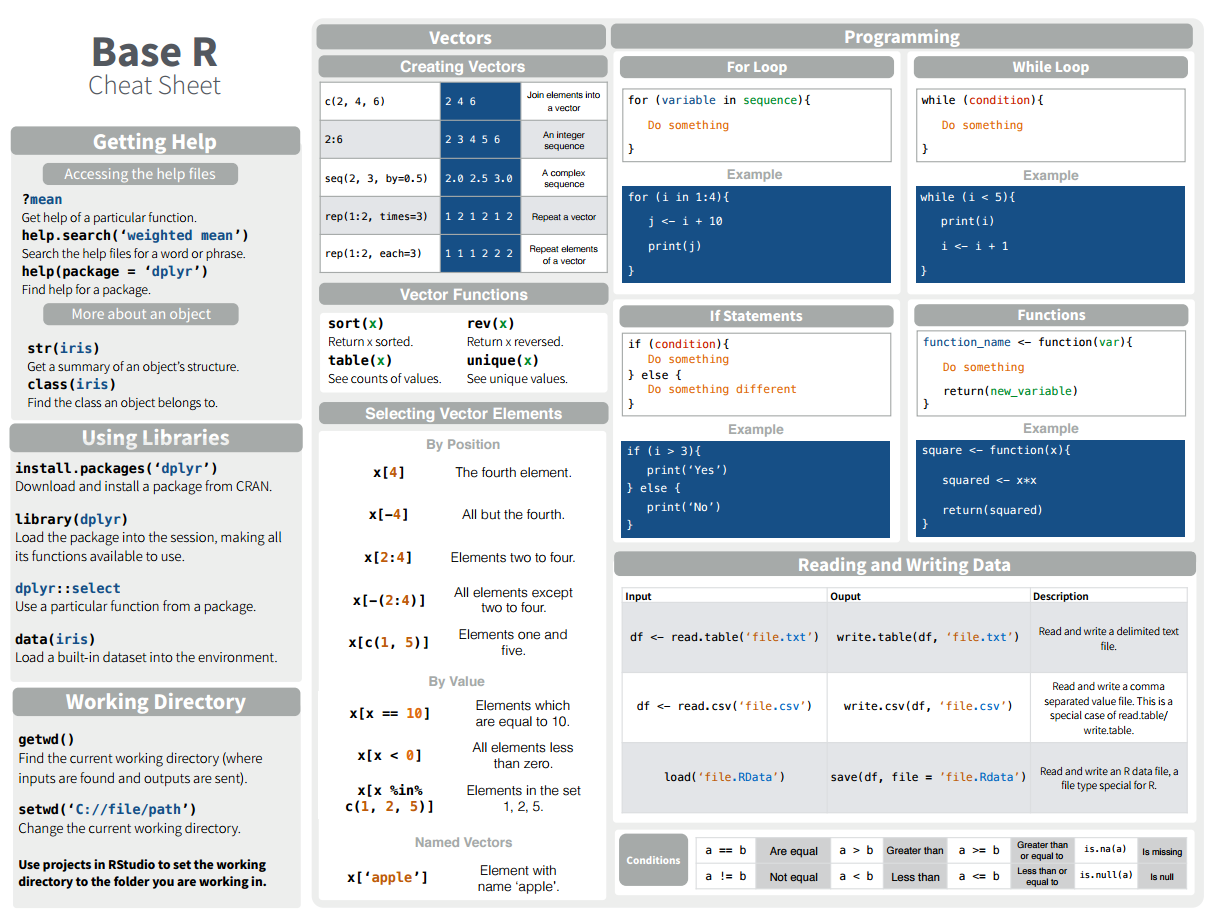 Base R
Cheat Sheet
Getting Help
Accessing the help files
?mean
Get help of a particular function.
help.search(‘weighted mean’)
Search the help files for a word or phrase.
help(package = ‘dplyr’)
Find help for a package.
More about an object
str(iris)
Get a summary of an object’s structure.
class(iris)
Find the class an object belongs to.
Using Libraries
install.packages(‘dplyr’)
Download and install a package from CRAN.
library(dplyr)
Load the package into the session, making all
its functions available to use.
dplyr::select
Use a particular function from a package.
data(iris)
Load a built-in dataset into the environment.
Working Directory
getwd()
Find the current working directory (where
inputs are found and outputs are sent).
setwd(‘C://file/path’)
Change the current working directory.
Use projects in RStudio to set the working
directory to the folder you are working in.
Vectors
Creating Vectors
c(2, 4, 6) 2 4 6 Join elements into
a vector
2:6 2 3 4 5 6 An integer
sequence
seq(2, 3, by=0.5) 2.0 2.5 3.0 A complex
sequence
rep(1:2, times=3) 1 2 1 2 1 2 Repeat a vector
rep(1:2, each=3) 1 1 1 2 2 2 Repeat elements
of a vector
Vector Functions
sort(x) rev(x)
Return x sorted. Return x reversed.
table(x) unique(x)
See counts of values. See unique values.
Selecting Vector Elements
By Position
x[4] The fourth element.
x[-4] All but the fourth.
x[2:4] Elements two to four.
x[-(2:4)] All elements except
two to four.
x[c(1, 5)] Elements one and
five.
By Value
x[x == 10] Elements which
are equal to 10.
x[x < 0] All elements less
than zero.
x[x %in% Elements in the set
c(1, 2, 5)] 1, 2, 5.
Named Vectors
x[‘apple’] Element with
name ‘apple’.
Programming
For Loop
for (variable in sequence){
Do something
}
Example
for (i in 1:4){
j <- i + 10
print(j)
}
While Loop
while (condition){
Do something
}
Example
while (i < 5){
print(i)
i <- i + 1
}
If Statements
if (condition){
Do something
} else {
Do something different
}
Example
if (i > 3){
print(‘Yes’)
} else {
print(‘No’)
}
Functions
function_name <- function(var){
Do something
return(new_variable)
}
Example
square <- function(x){
squared <- x*x
return(squared)
}
Reading and Writing Data
Input Ouput Description
df <- read.table(‘file.txt’) write.table(df, ‘file.txt’) Read and write a delimited text
file.
df <- read.csv(‘file.csv’) write.csv(df, ‘file.csv’) Read and write a comma
separated value file. This is a
special case of read.table/
write.table.
load(‘file.RData’) save(df, file = ‘file.Rdata’) Read and write an R data file, a
file type special for R.
Conditions
a == b Are equal a > b Greater than a >= b Greater than
or equal to is.na(a) Is missing
a != b Not equal a < b Less than a <= b Less than or
equal to is.null(a) Is null